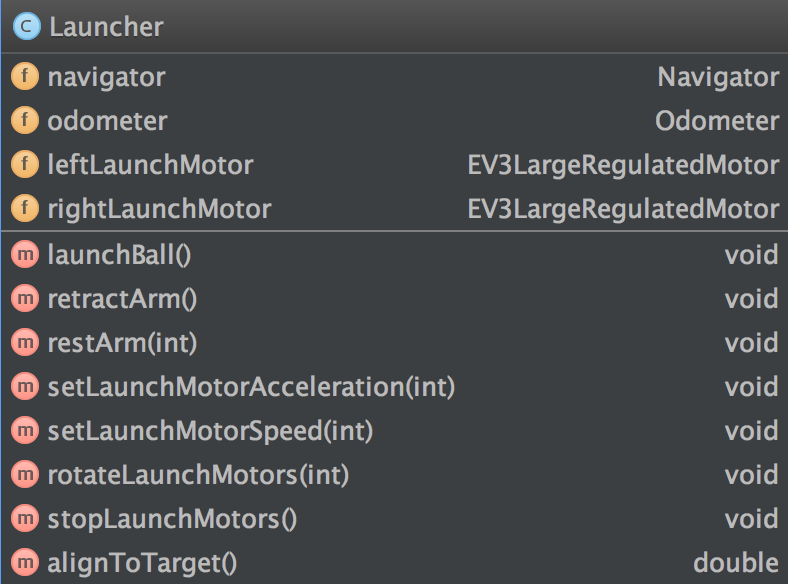 C Launcher
f navigator Navigator
f odometer Odometer
f leftLaunchMotor EV3LargeRegulatedMotor
f rightLaunchMotor EV3LargeRegulatedMotor
m launchBall() void
m retractArm() void
m restArm(int) void
m setLaunchMotorAcceleration(int) void
m setLaunchMotorSpeed(int) void
m rotateLaunchMotors(int) void
m stopLaunchMotors() void
m alignToTarget() double